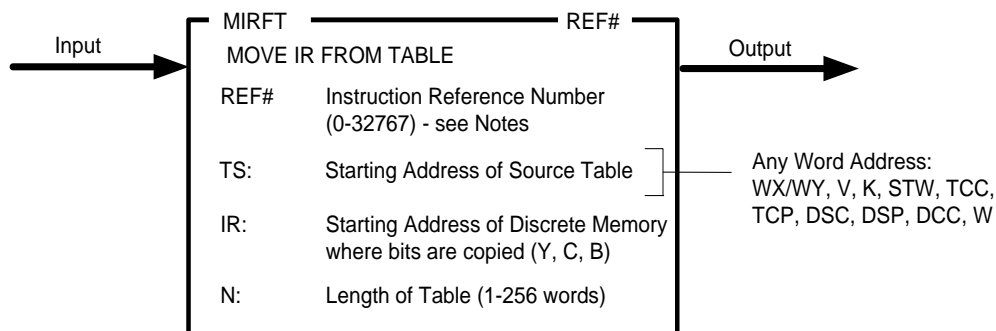 MIRFT REF#
Input
Output
MOVE IR FROM TABLE
REF# Instruction Reference Number
(0-32767) - see Notes
TS: Starting Address of Source Table
Any Word Address:
WX/WY, V, K, STW, TCC,
TCP, DSC, DSP, DCC, W
IR: Starting Address of Discrete Memory
where bits are copied (Y, C, B)
N: Length of Table (1-256 words)